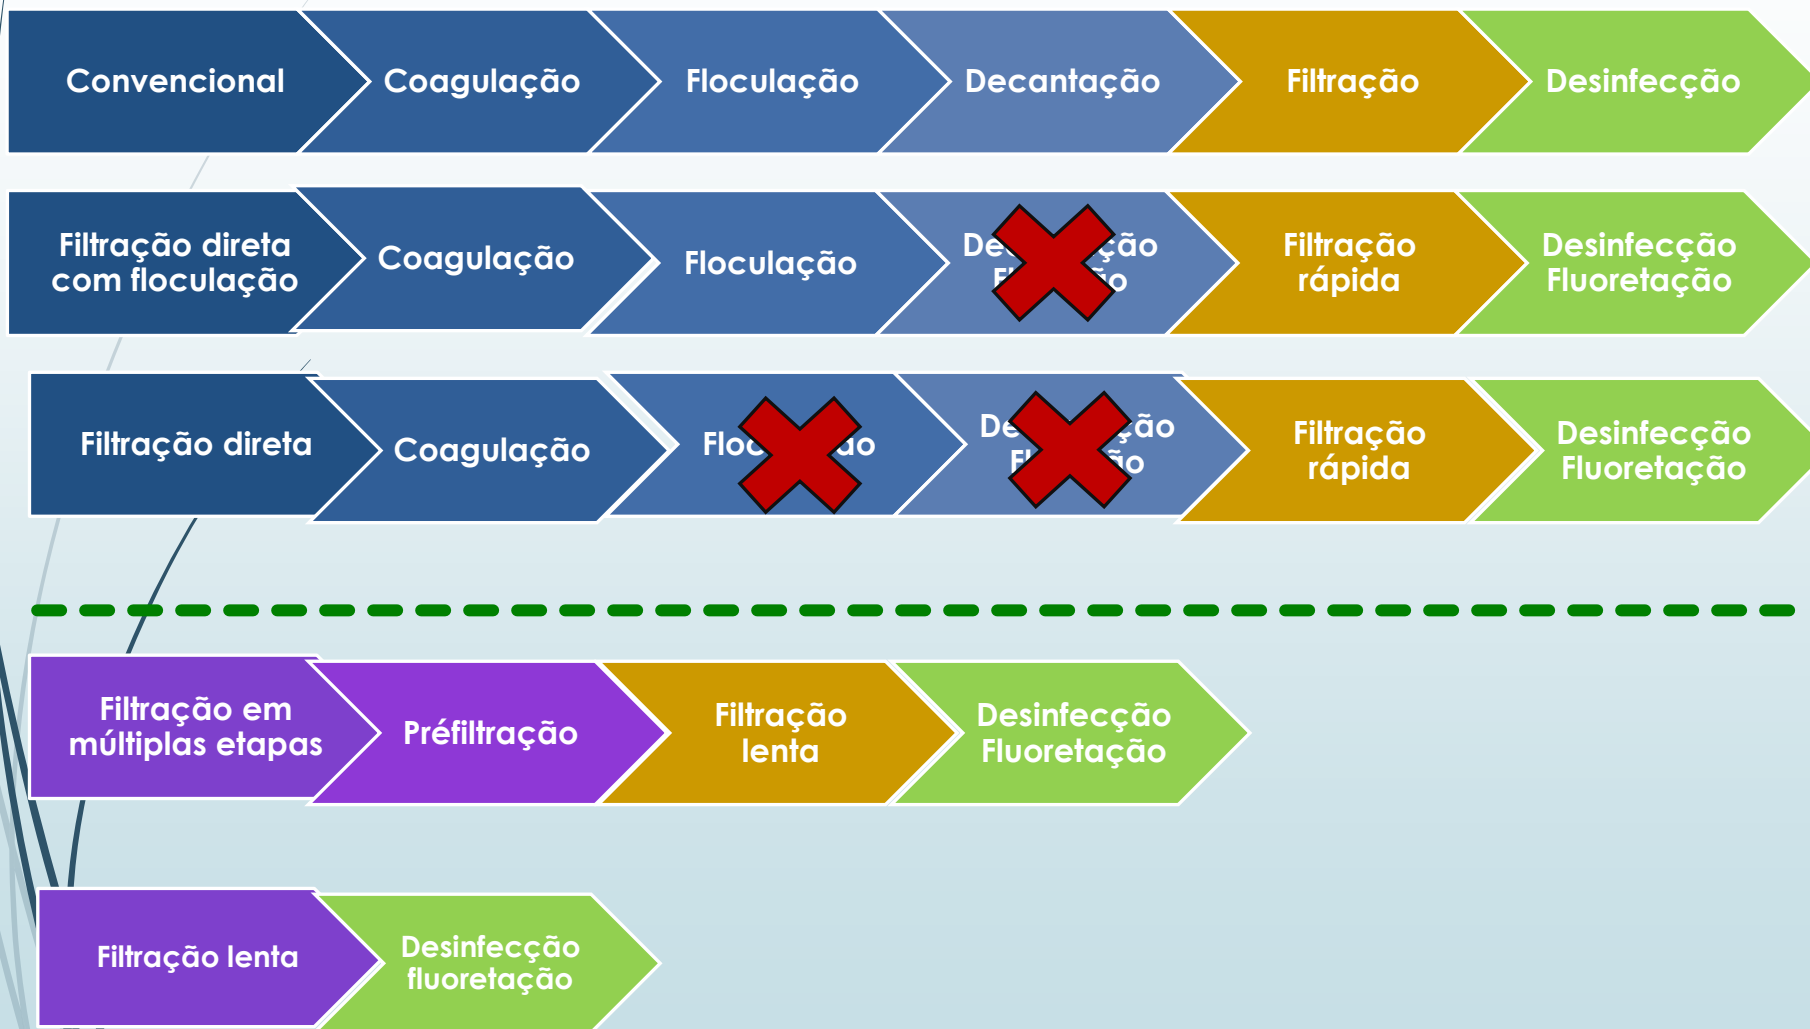 Convencional
Coagulação
Floculação
Decantação
Filtração
Desinfecção
Filtração direta
com floculação
Coagulação
Floculação
Filtração
rápida
Desinfecção
Fluoretação
Filtração direta
Coagulação
Filtração
rápida
Desinfecção
Fluoretação
Filtração em
múltiplas etapas
Préfiltração
Filtração
lenta
Desinfecção
Fluoretação
Filtração lenta
Desinfecção
fluoretação